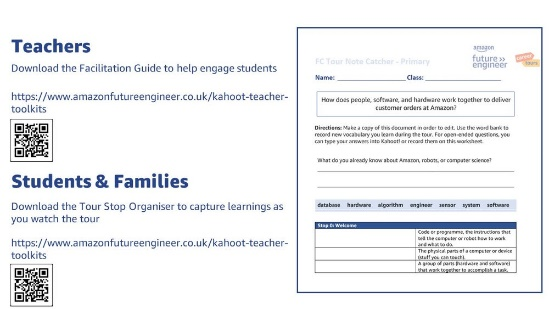 Teachers
Download the Facilitation Guide to help engage students
https://www.amazonfutureengineer.co.uk/kahoot-teacher-
toolkits
Students & Families
Download the Tour Stop Organiser to capture learnings as
you watch the tour
https://www.amazonfutureengineer.co.uk/kahoot-teacher-
toolkits
amazon
future
engineer
FC Tour Note Catcher - Primary
Name: Class:
How does people, software, and hardware work together to deliver
customer orders at Amazon?
Directions: Make a copy of this document in order to edit. Use the word bank to
record new vocabulary you learn during the tour. For open-ended questions, you
can type your answers into Kahoot! or record them on this worksheet.
What do you already know about Amazon, robots, or computer science?
database hardware algorithm engineer sensor system software
Stop 0: Welcome
Code or programme, the instructions that
tell the computer or robot how to work
and what to do.
The physical parts of a computer or device
(stuff you can touch).
A group of parts (hardware and software)
that work together to accomplish a task.